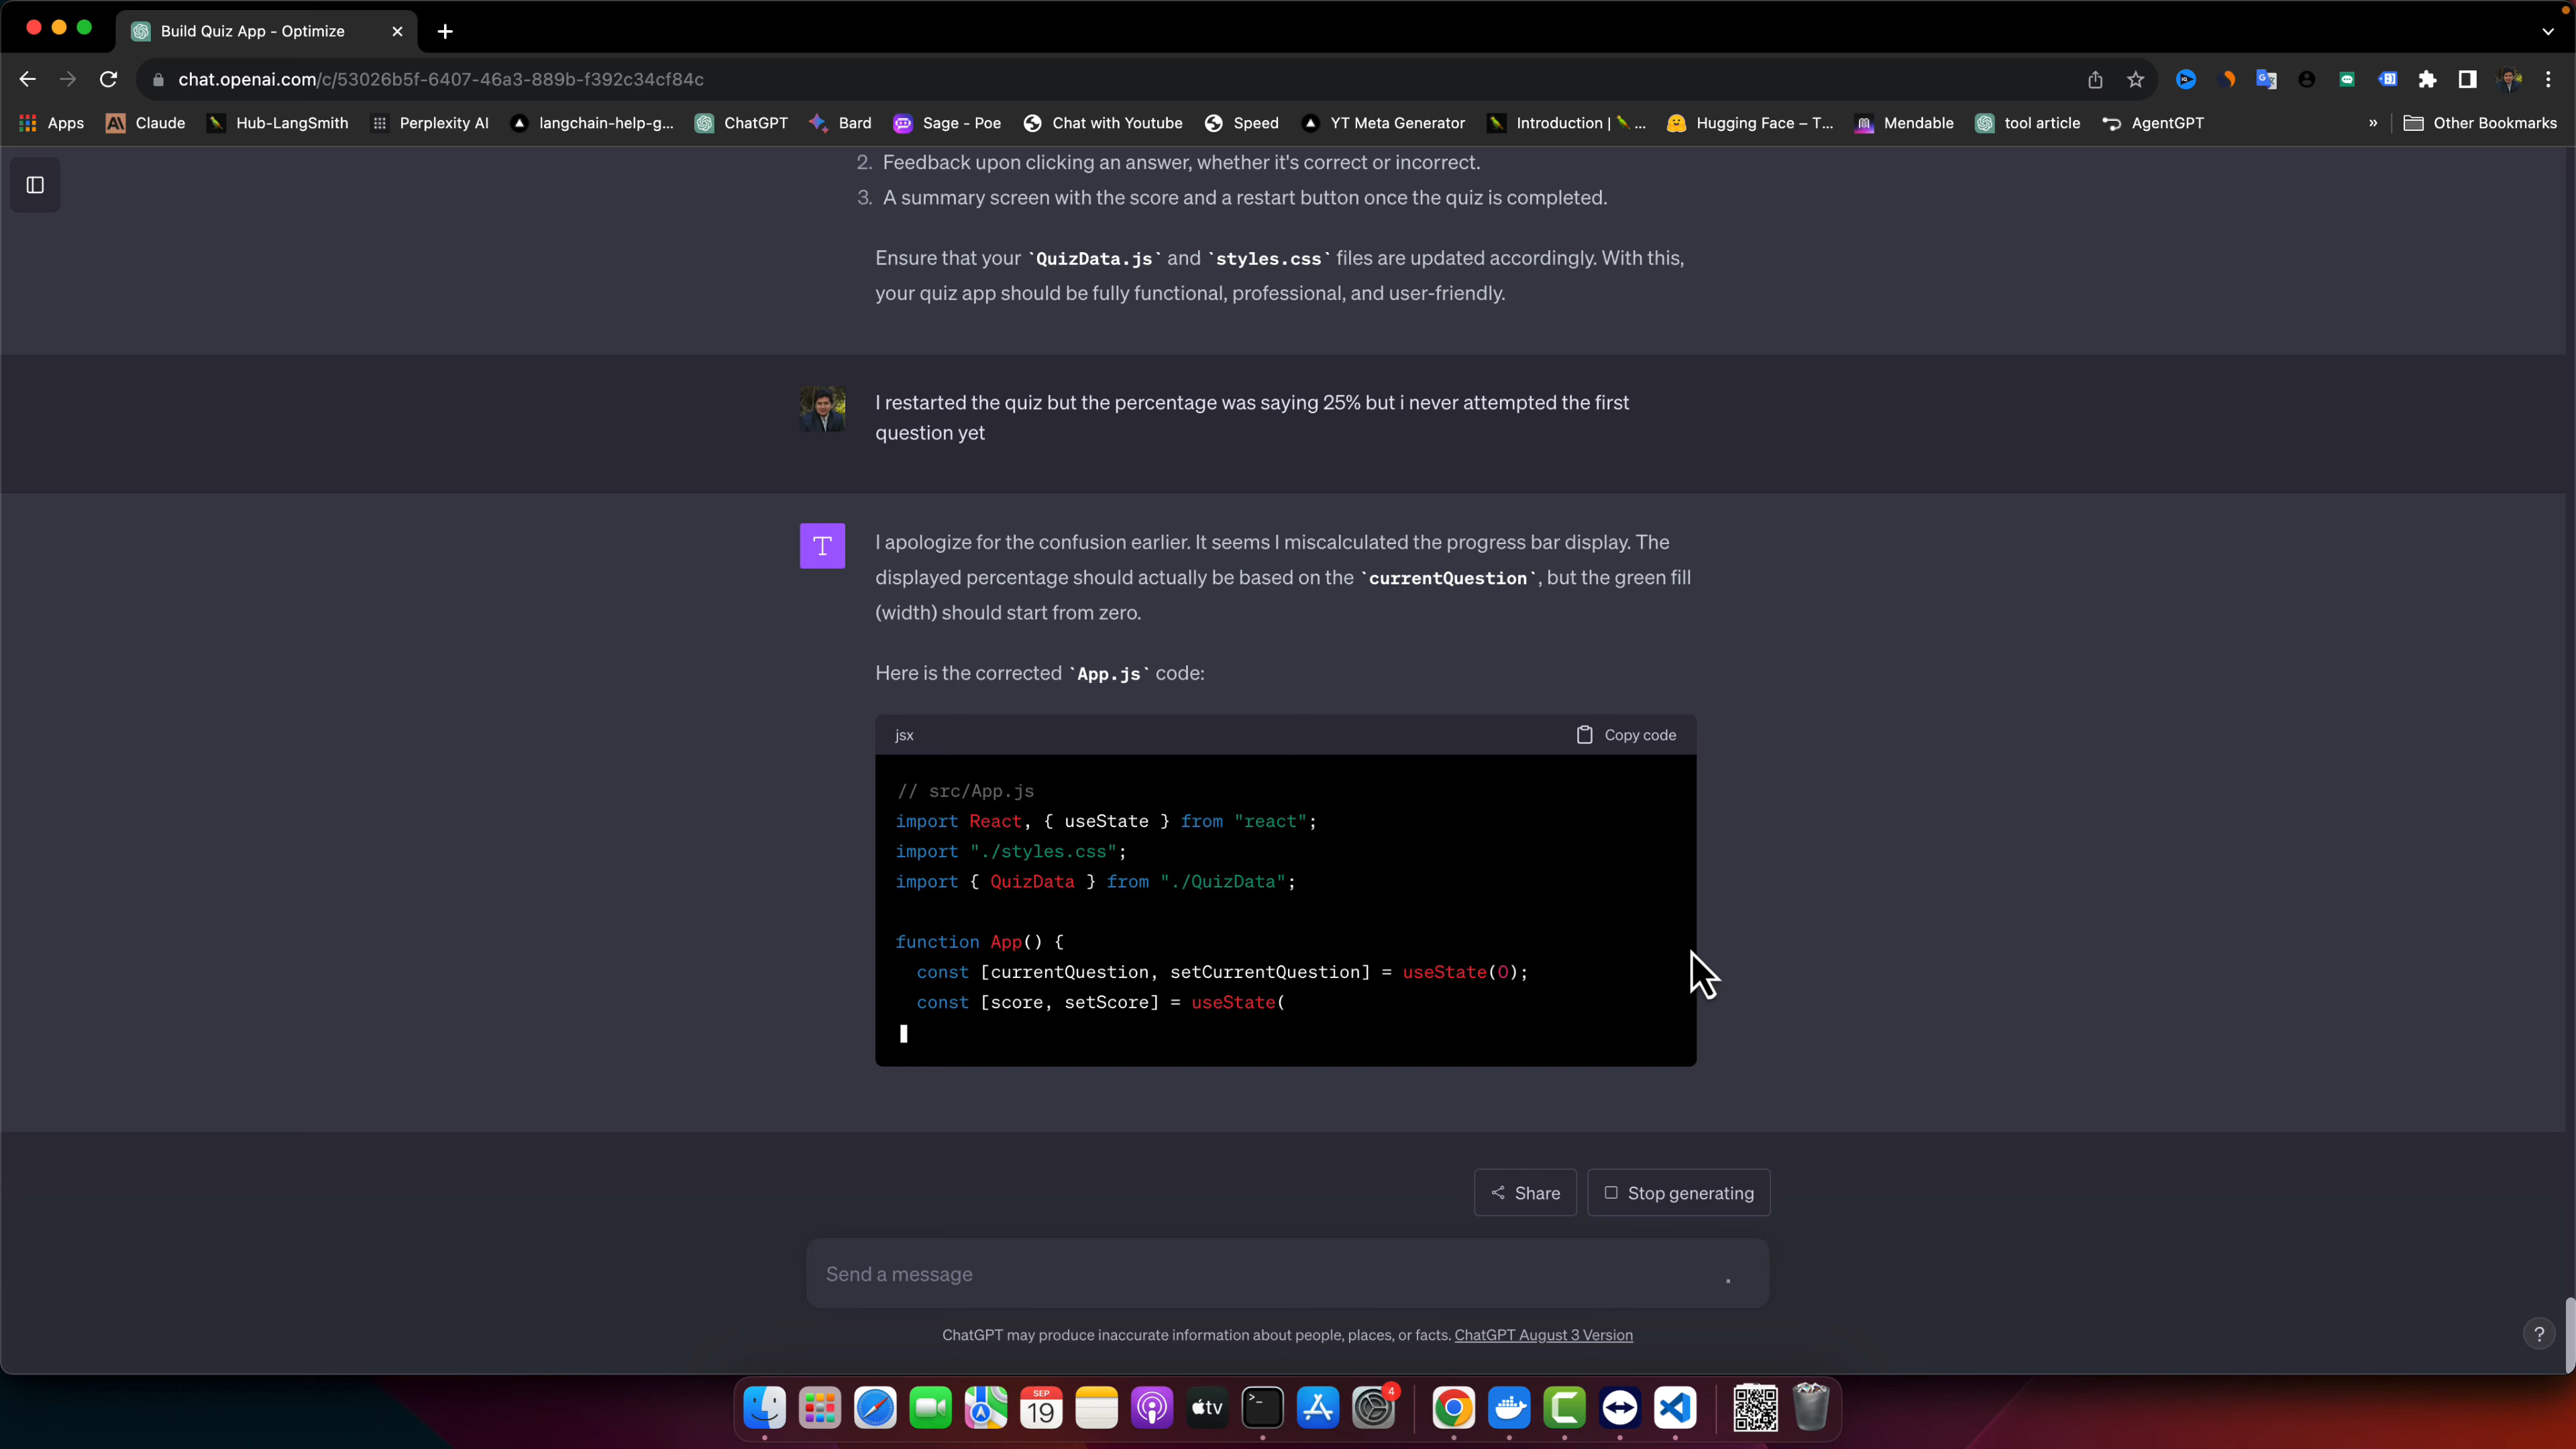 Build Quiz App - Optimize
chat.openai.com/c/53026b5f-6407-46a3-889b-f392c34cf84c
Apps Claude Hub-LangSmith Perplexity AI langchain-help-g... ChatGPT Bard Sage - Poe Chat with Youtube Speed YT Meta Generator Introduction | ... Hugging Face – T... Mendable tool article AgentGPT » Other Bookmarks
2. Feedback upon clicking an answer, whether it's correct or incorrect.
3. A summary screen with the score and a restart button once the quiz is completed.
Ensure that your `QuizData.js` and `styles.css` files are updated accordingly. With this,
your quiz app should be fully functional, professional, and user-friendly.
I restarted the quiz but the percentage was saying 25% but i never attempted the first
question yet
T
I apologize for the confusion earlier. It seems I miscalculated the progress bar display. The
displayed percentage should actually be based on the `currentQuestion`, but the green fill
(width) should start from zero.
Here is the corrected `App.js` code:
jsx Copy code
// src/App.js
import React, { useState } from "react";
import "./styles.css";
import { QuizData } from "./QuizData";
function App() {
const [currentQuestion, setCurrentQuestion] = useState(0);
const [score, setScore] = useState(
Share Stop generating
Send a message
ChatGPT may produce inaccurate information about people, places, or facts. ChatGPT August 3 Version
?
SEP
19
tv
4